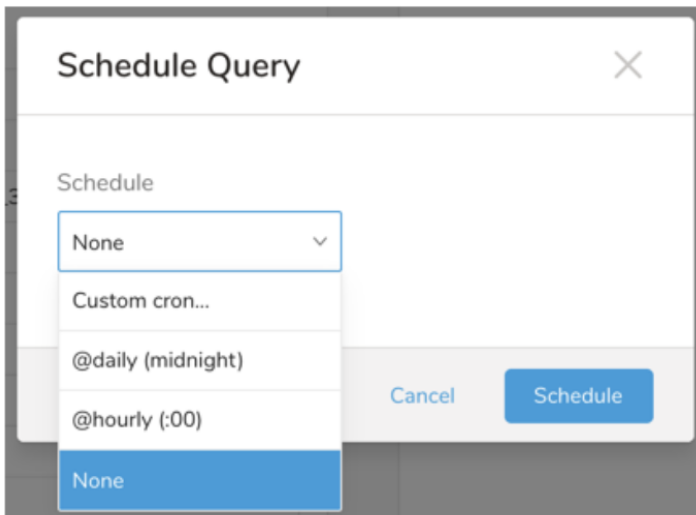 Schedule Query
Schedule
None
Custom cron...
@daily (midnight)
@hourly (:00)
None
Cancel
Schedule